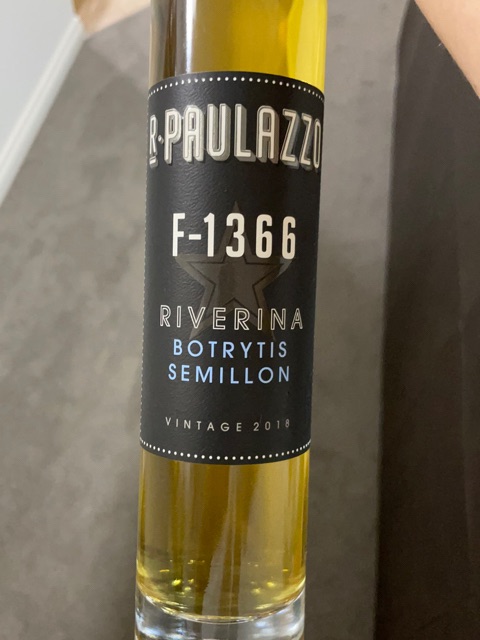 R·PAULAZZO
F-1366
RIVERINA
BOTRYTIS
SEMILLON
VINTAGE 2018